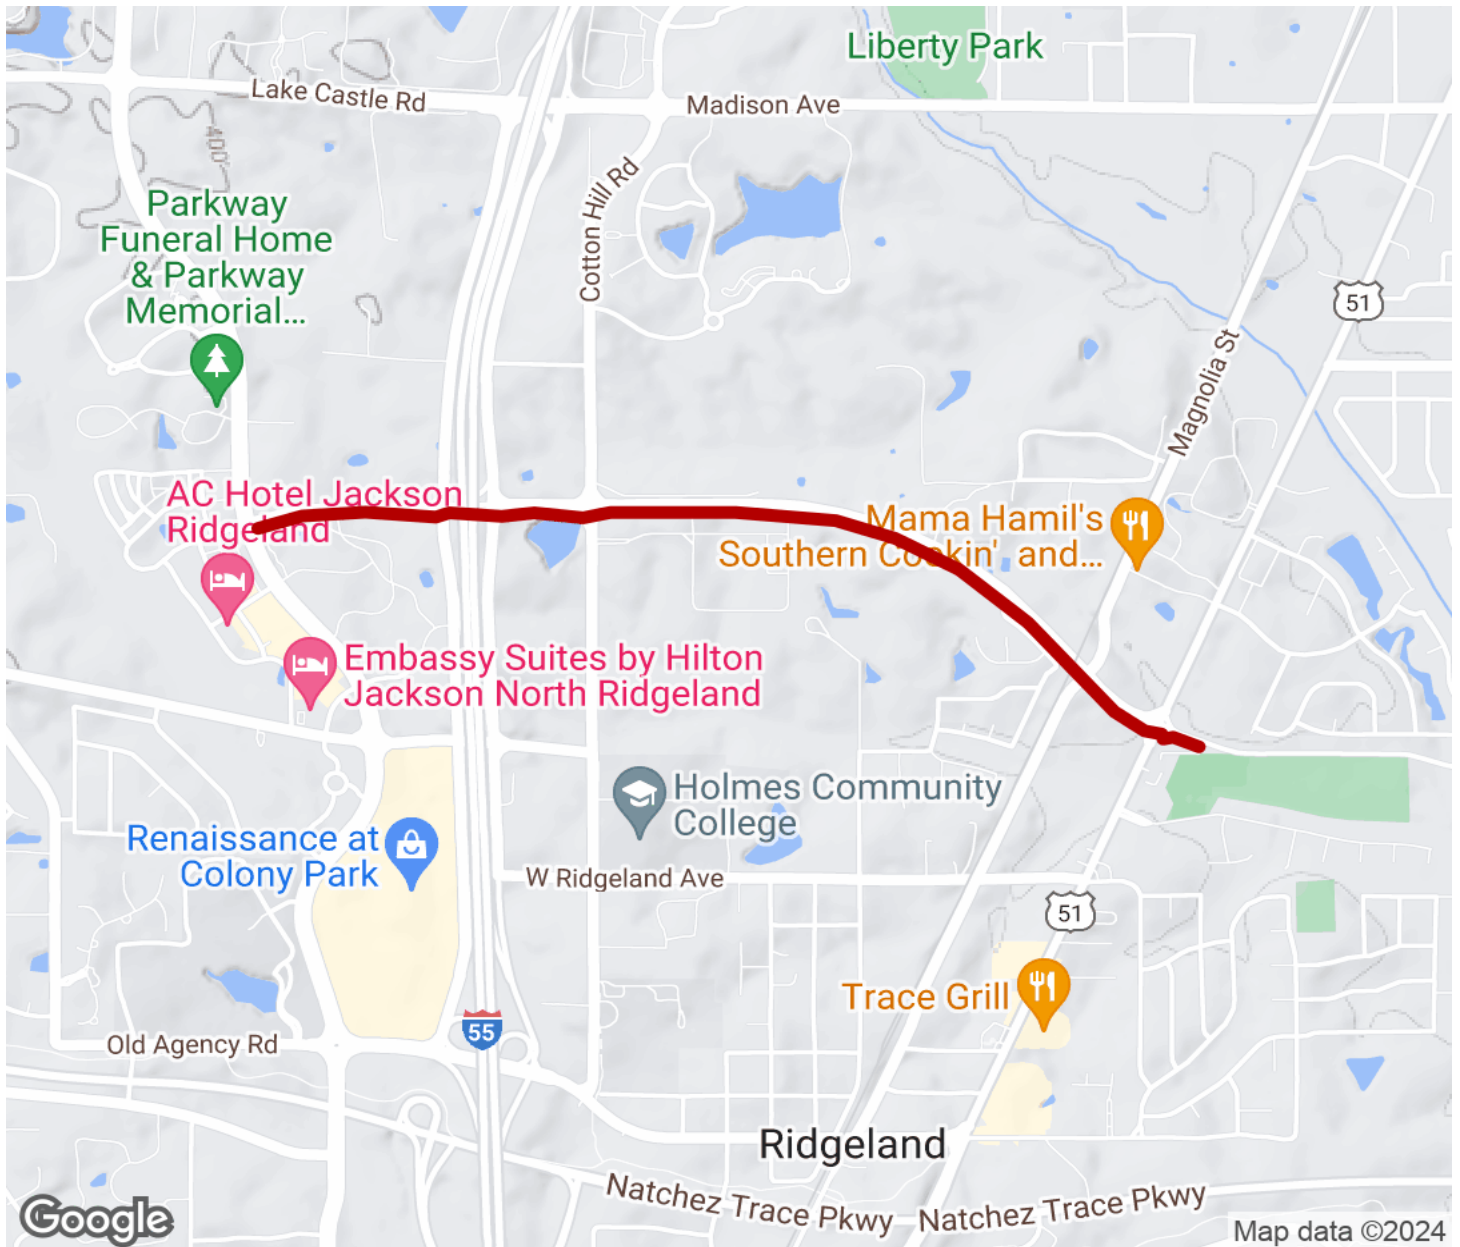 Liberty Park
Lake Castle Rd
Madison Ave
400'
Cotton Hill Rd
Parkway
Funeral Home
& Parkway
Memorial...
51
Magnolia St
AC Hotel Jackson
Ridgeland
Mama Hamil's
Southern Cookin' and...
Embassy Suites by Hilton
Jackson North Ridgeland
Holmes Community
College
Renaissance at
Colony Park
W Ridgeland Ave
51
Trace Grill
55
Old Agency Rd
Ridgeland
Natchez Trace Pkwy
Natchez Trace Pkwy
Google
Map data ©2024